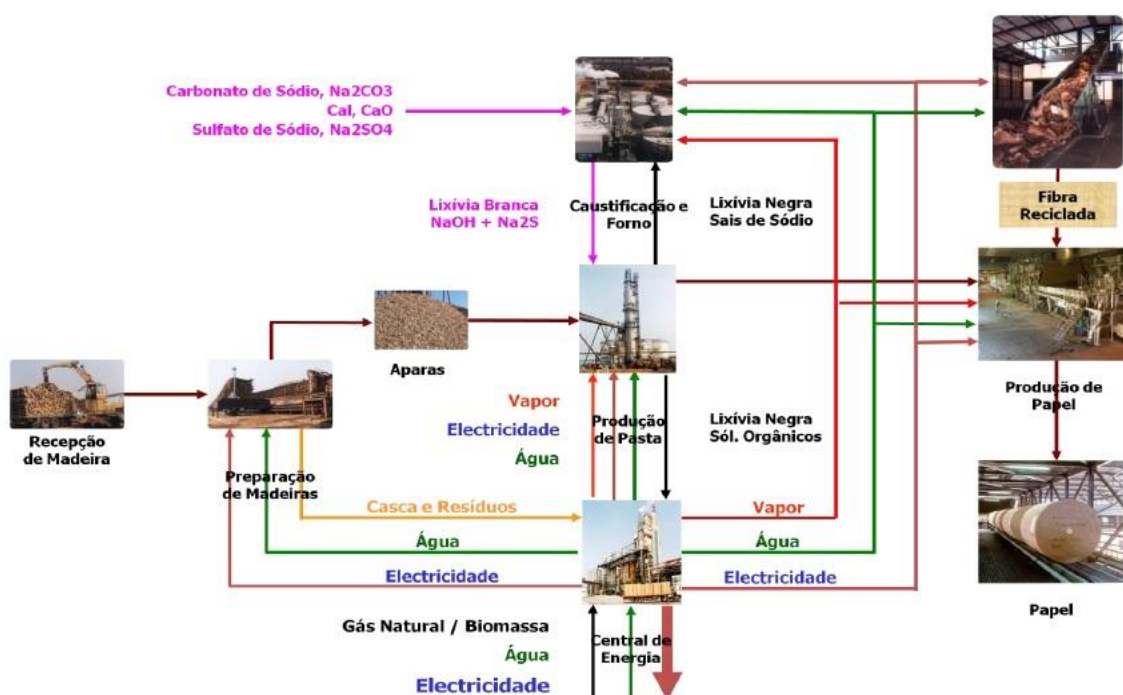 Carbonato de Sódio, Na2CO3
Cal, CaO
Sulfato de Sódio, Na2SO4
Lixívia Branca
NaOH + Na2S
Caustificação e
Forno
Lixívia Negra
Sais de Sódio
Fibra
Reciclada
Aparas
Recepção
de Madeira
Preparação
de Madeiras
Vapor
Electricidade
Água
Produção
de Pasta
Lixívia Negra
Sól. Orgânicos
Produção de
Papel
Casca e Resíduos
Água
Electricidade
Vapor
Água
Electricidade
Papel
Gás Natural / Biomassa
Água
Electricidade
Central de
Energia